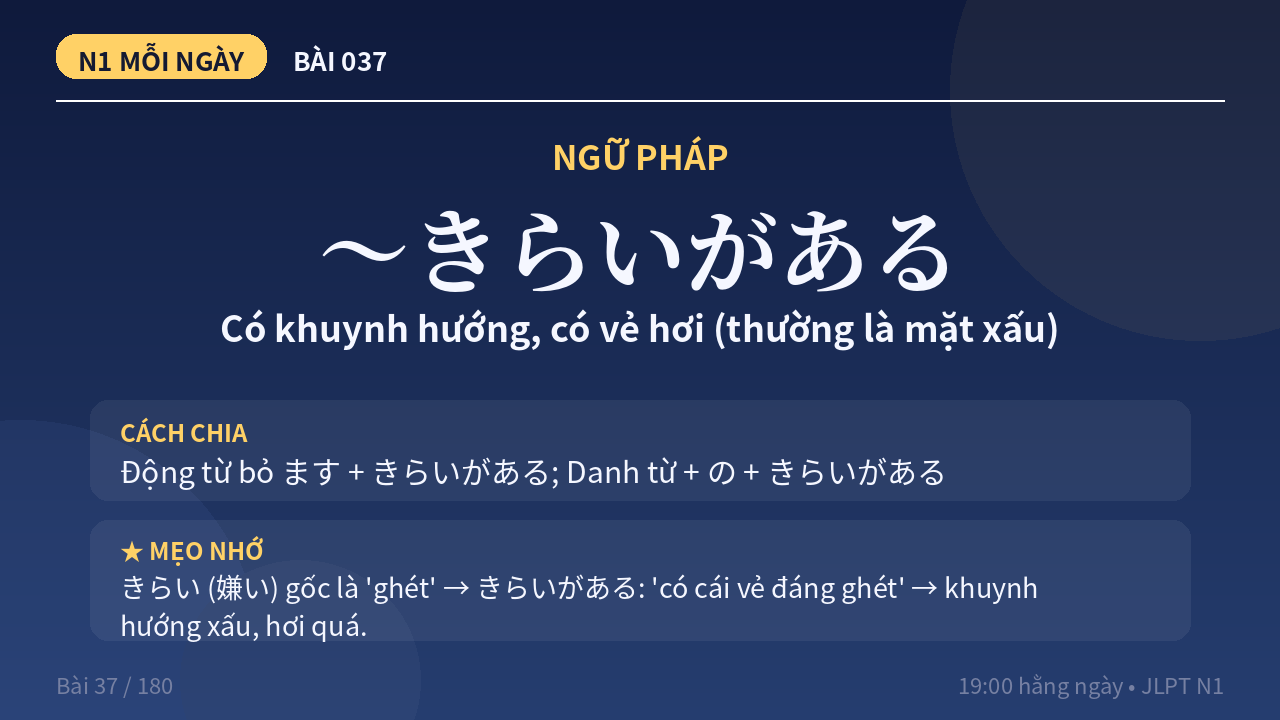 N1 MỖI NGÀY BÀI 037
NGỮ PHÁP
〜きらいがある
Có khuynh hướng, có vẻ hơi (thường là mặt xấu)
CÁCH CHIA
Động từ bỏ ます + きらいがある; Danh từ + の + きらいがある
★ MẸO NHỚ
きらい (嫌い) gốc là 'ghét' → きらいがある: 'có cái vẻ đáng ghét' → khuynh
hướng xấu, hơi quá.
Bài 37 / 180
19:00 hằng ngày • JLPT N1